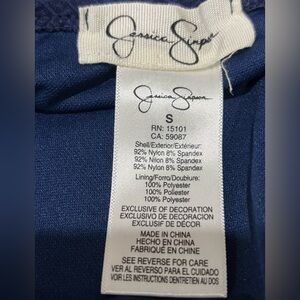 Jessica Simpson
Jessica Simpson
S
RN: 15101
CA: 59087
Shell/Exterior/Extérieur:
92% Nylon 8% Spandex
92% Nilon 8% Spandex
92% Nylon 8% Spandex
Lining/Forro/Doublure:
100% Polyester
100% Poliester
100% Polyester
EXCLUSIVE OF DECORATION
EXCLUSIVO DE DECORACION
EXCLUSIF DE DÉCOR
MADE IN CHINA
HECHO EN CHINA
FABRIQUÉ EN CHINE
SEE REVERSE FOR CARE
VER AL REVERSO PARA EL CUIDADO
VOIR LES INSTRUCTIONS D'ENTRETIEN AU DOS